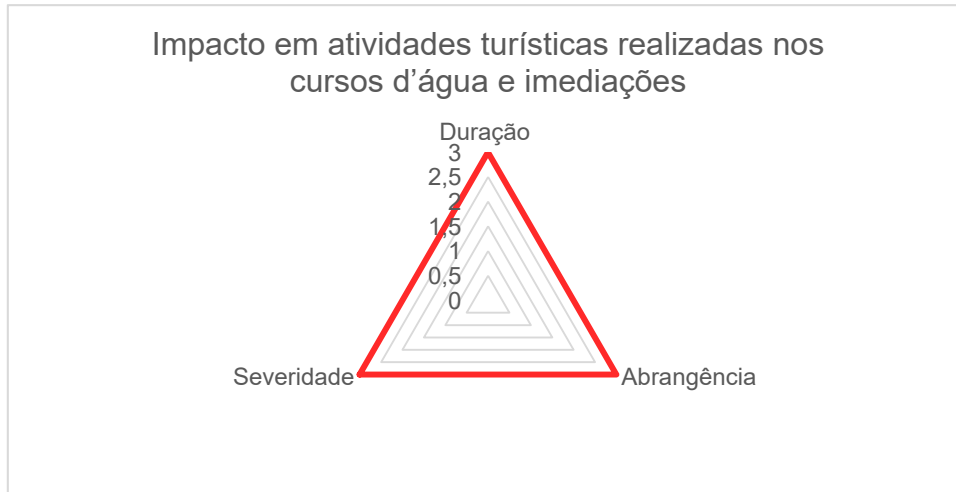 Impacto em atividades turísticas realizadas nos
cursos d’água e imediações
Duração
3
2,5
2
1,5
1
0,5
0
Severidade
Abrangência